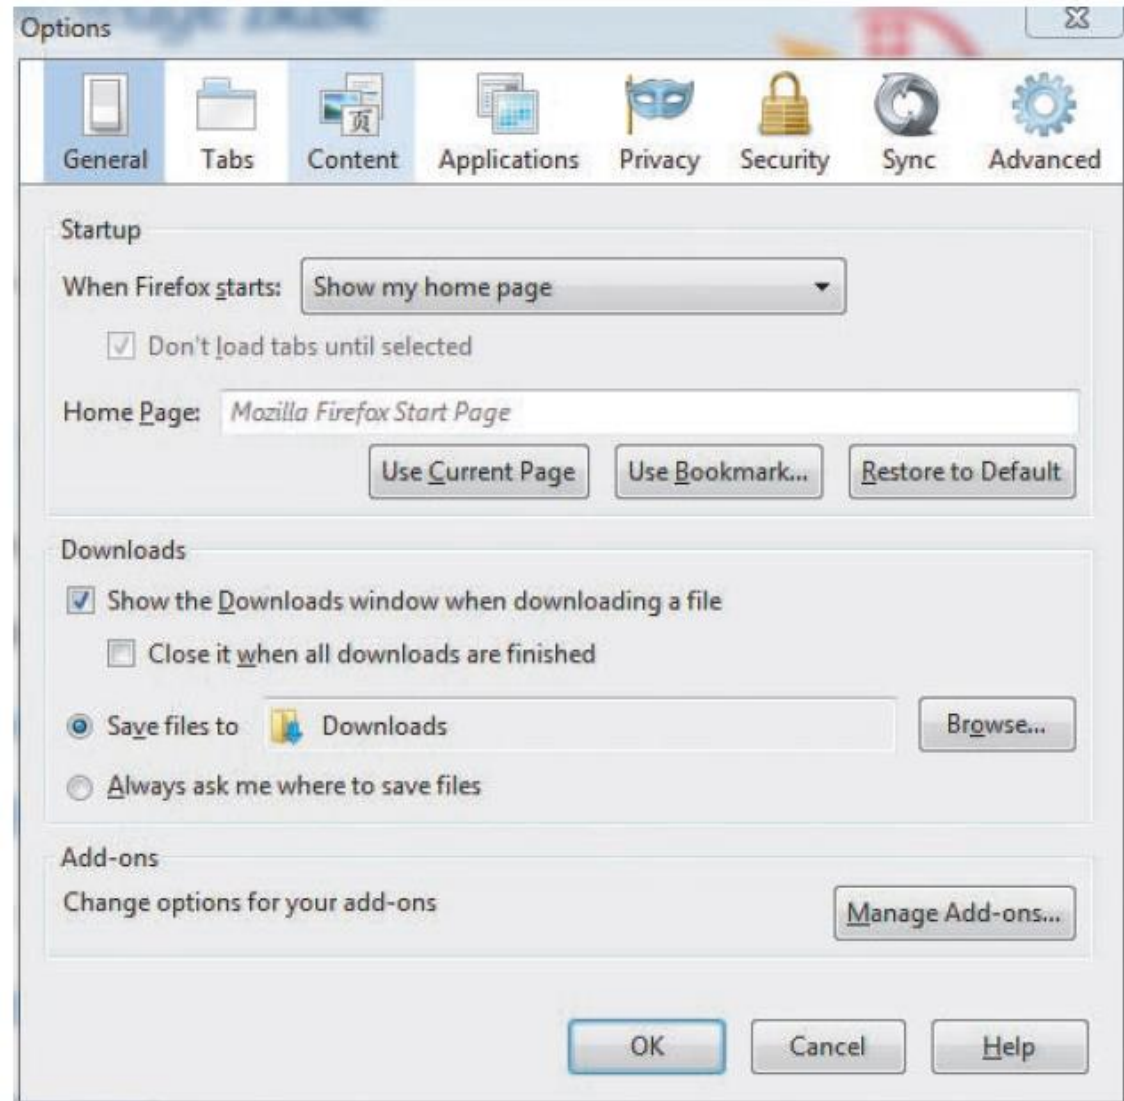 Options
General Tabs Content Applications Privacy Security Sync Advanced
页
Startup
When Firefox starts: Show my home page
Don't load tabs until selected
Home Page: Mozilla Firefox Start Page
Use Current Page Use Bookmark... Restore to Default
Downloads
Show the Downloads window when downloading a file
Close it when all downloads are finished
Save files to Downloads Browse...
Always ask me where to save files
Add-ons
Change options for your add-ons Manage Add-ons...
OK Cancel Help